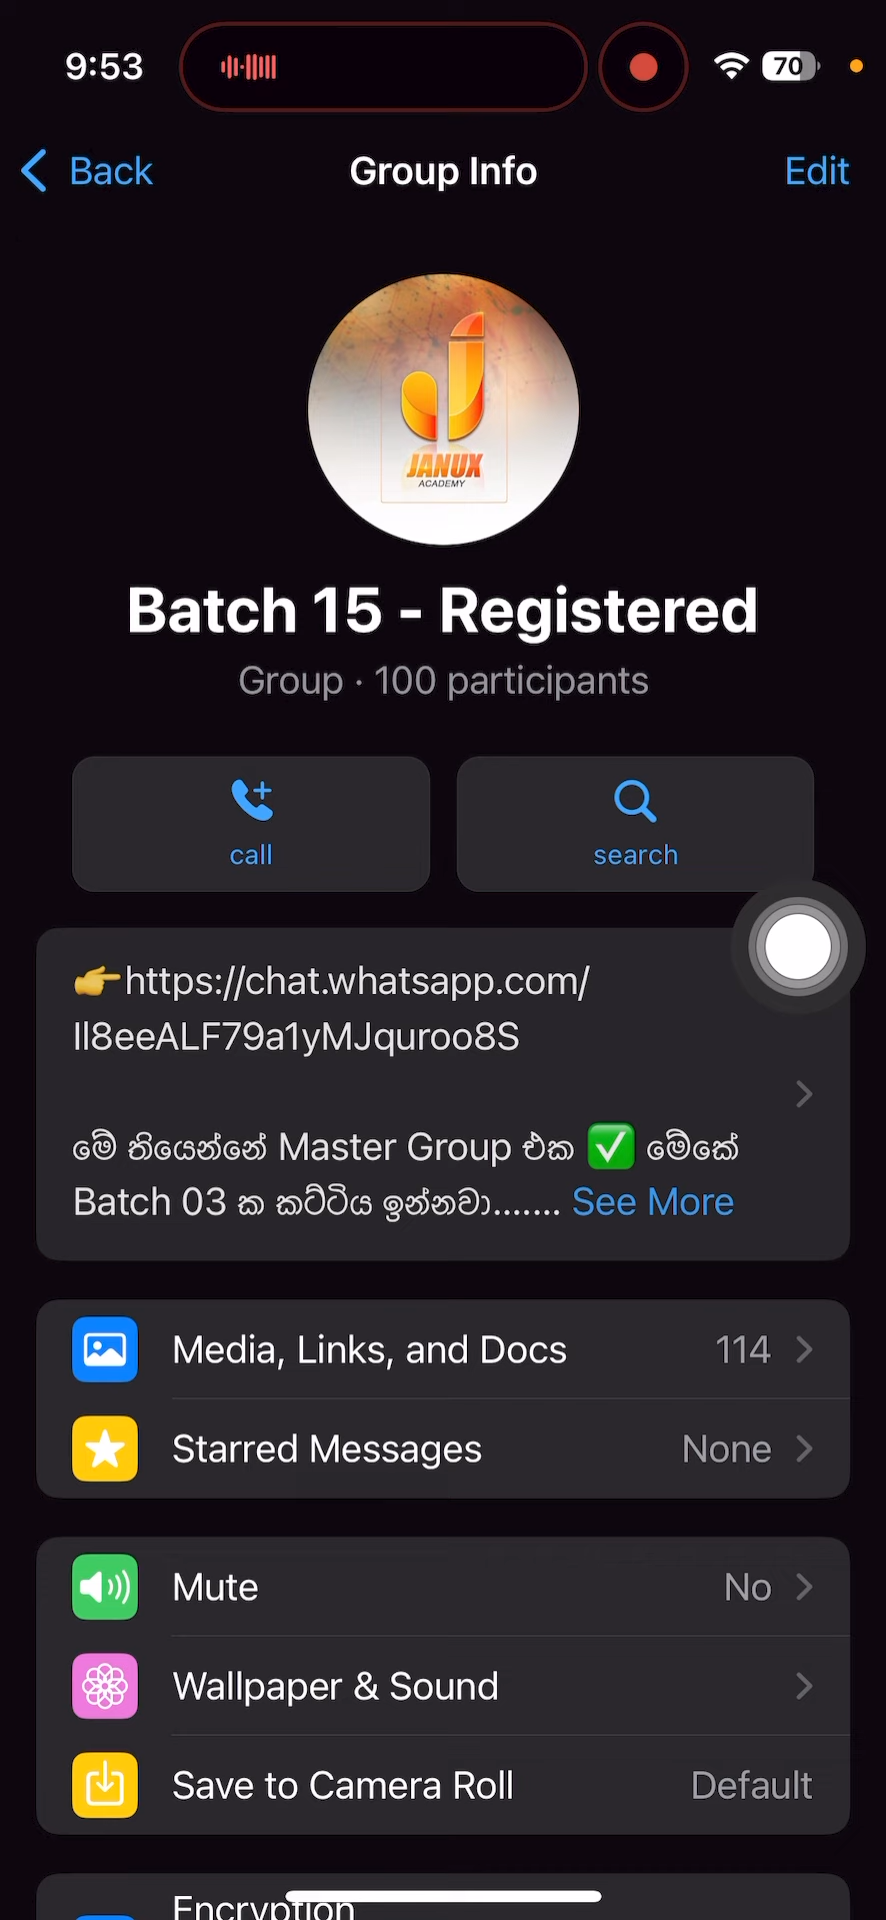 9:53
70
Back
Group Info
Edit
JANUX
ACADEMY
Batch 15 - Registered
Group · 100 participants
call
search
👉https://chat.whatsapp.com/
Il8eeALF79a1yMJquroo8S
මේ තියෙන්නේ Master Group එක ✅ මේකේ
Batch 03 ක කට්ටිය ඉන්නවා....... See More
Media, Links, and Docs
114
Starred Messages
None
Mute
No
Wallpaper & Sound
Save to Camera Roll
Default
Encryption